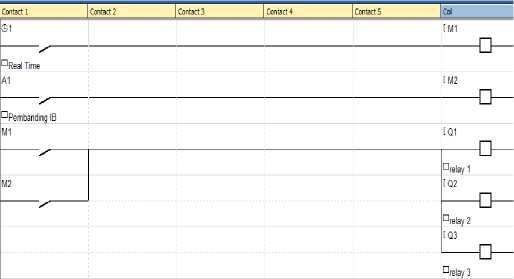 Contact 1 Contact 2 Contact 3 Contact 4 Contact 5 Coil
1 [ M1
Real Time
A1 [ M2
Pembanding IB
M1 [ Q1
relay 1
M2 [ Q2
relay 2
[ Q3
relay 3